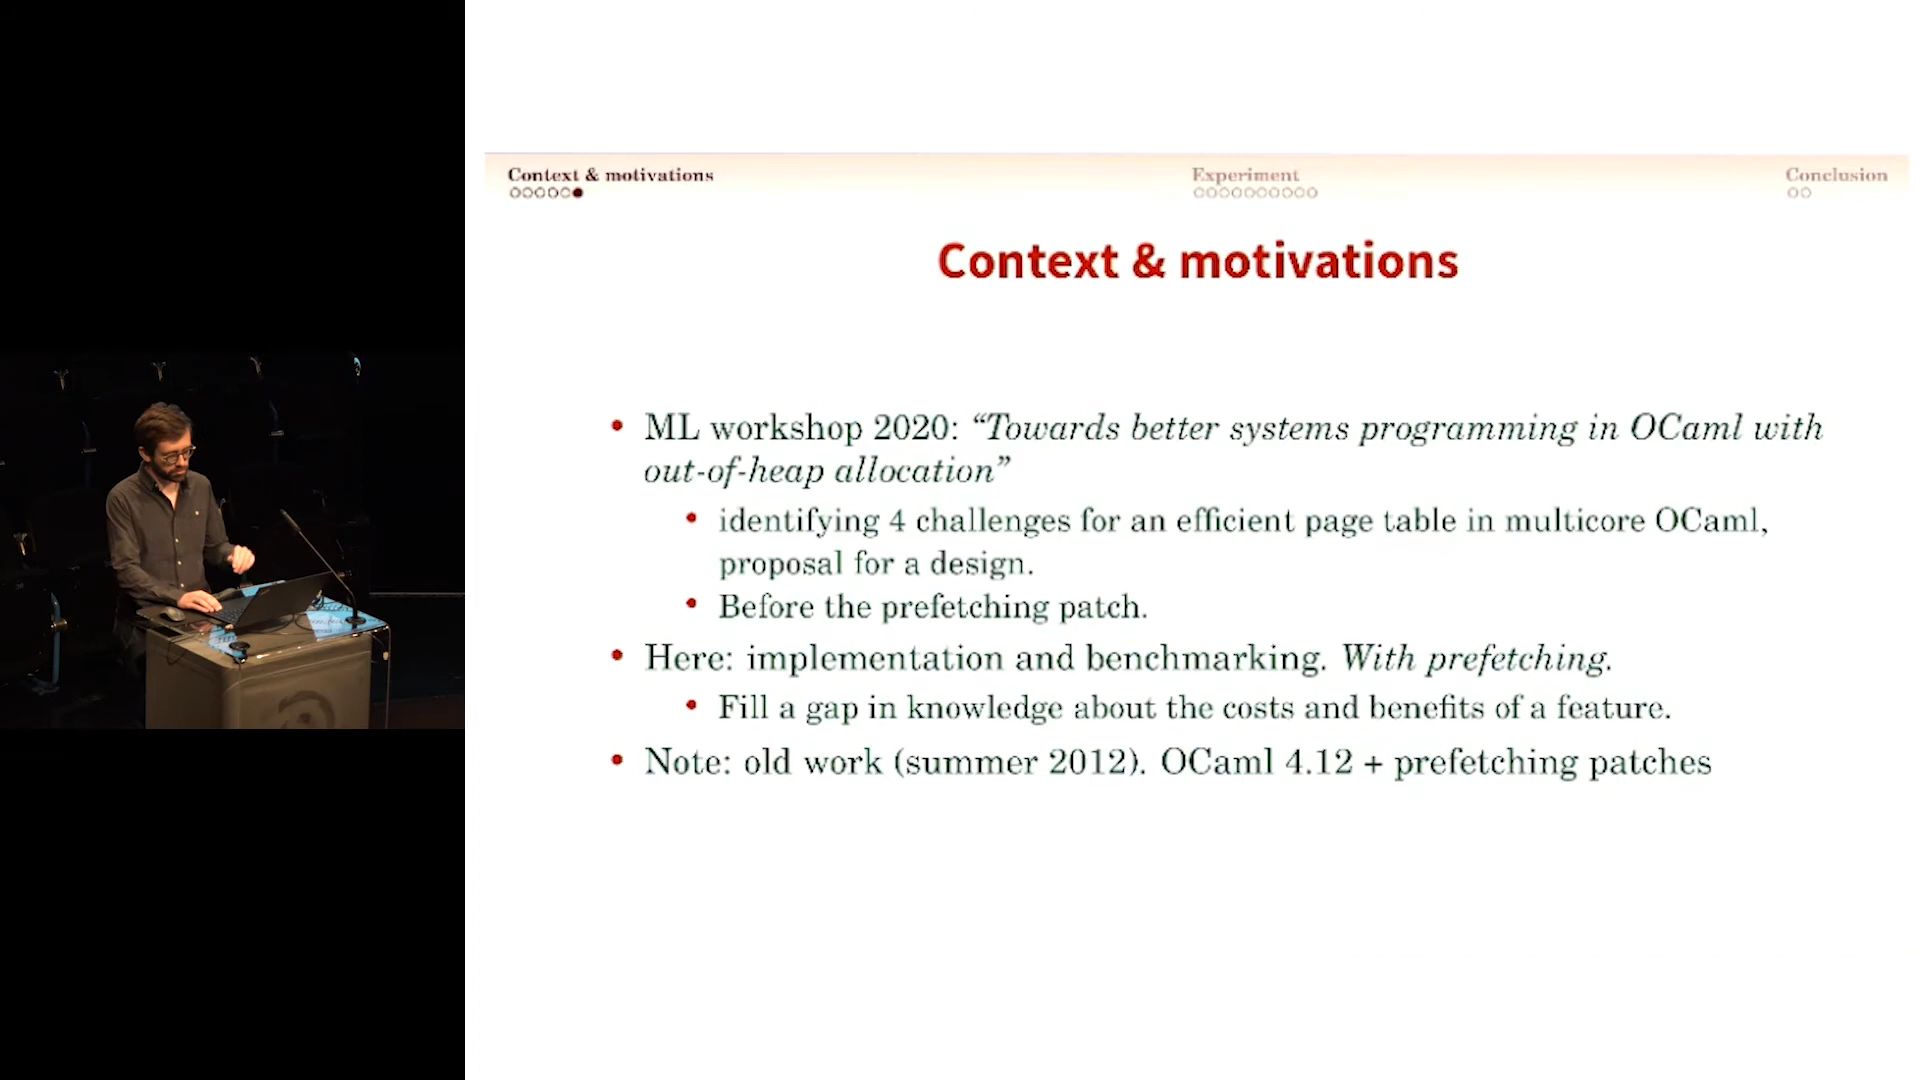 Context & motivations
Experiment
Conclusion
Context & motivations
• ML workshop 2020: “Towards better systems programming in OCaml with
out-of-heap allocation”
• identifying 4 challenges for an efficient page table in multicore OCaml,
proposal for a design.
• Before the prefetching patch.
• Here: implementation and benchmarking. With prefetching.
• Fill a gap in knowledge about the costs and benefits of a feature.
• Note: old work (summer 2012). OCaml 4.12 + prefetching patches